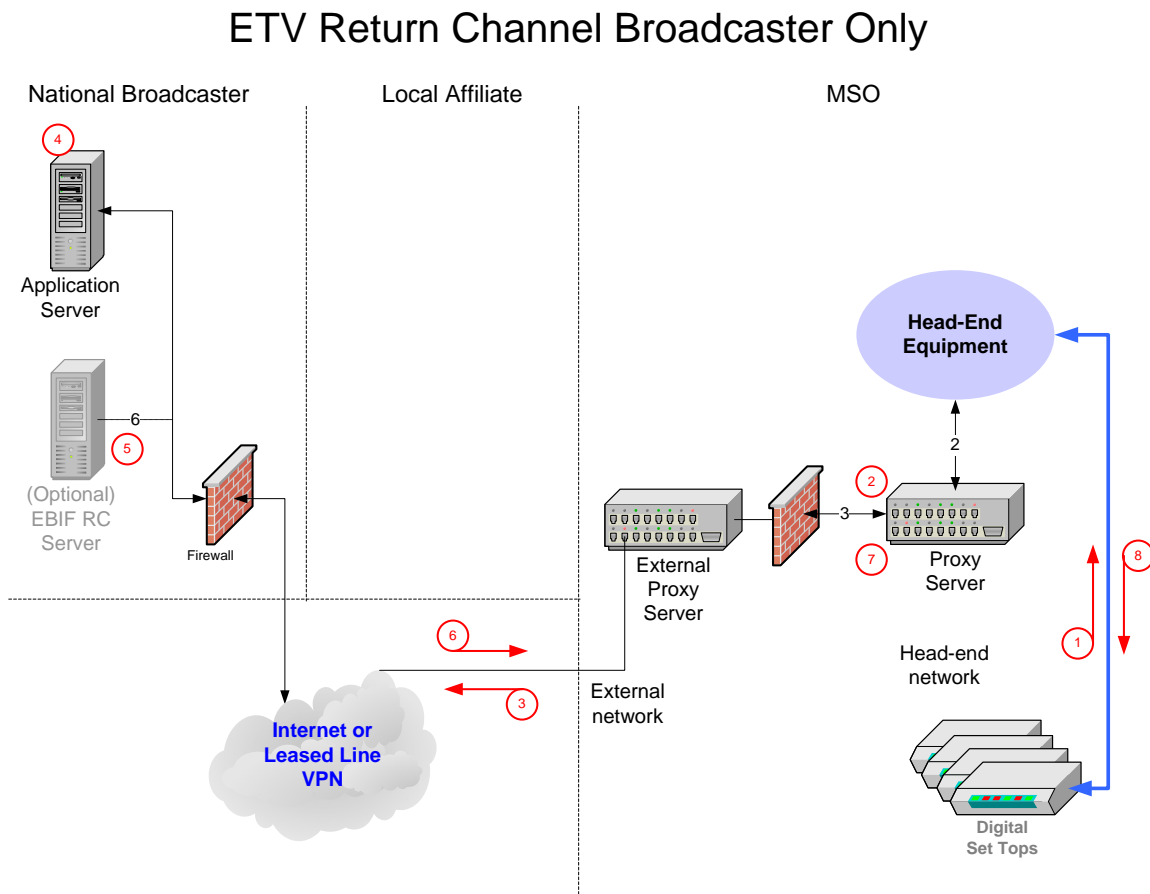 ETV Return Channel Broadcaster Only
National Broadcaster
Local Affiliate
MSO
4
Application
Server
Head-End
Equipment
6
5
2
2
(Optional)
EBIF RC
Server
Firewall
3
7
External
Proxy
Server
Proxy
Server
8
1
6
3
External
network
Head-end
network
Internet or
Leased Line
VPN
Digital
Set Tops